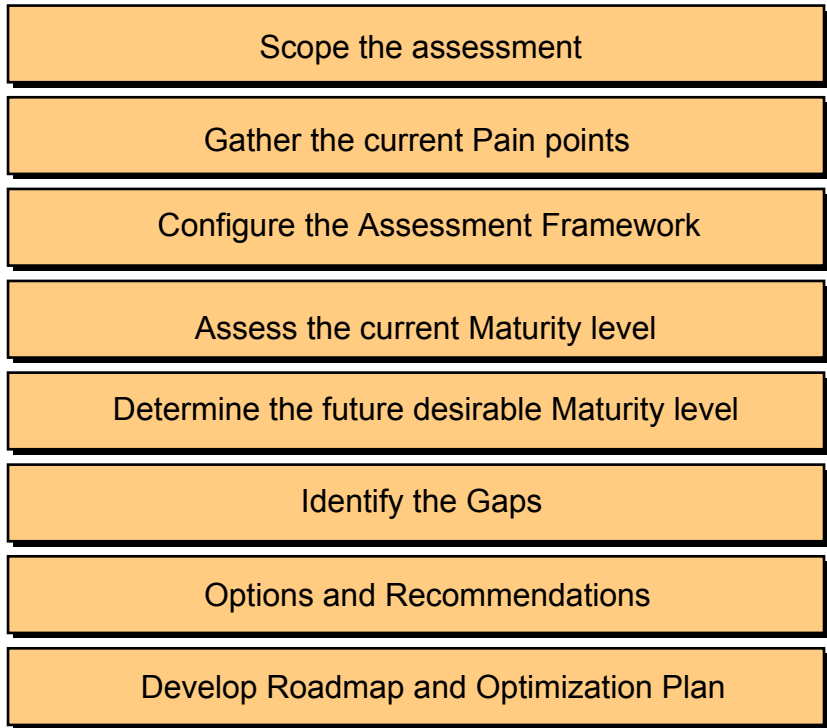 Scope the assessment
Gather the current Pain points
Configure the Assessment Framework
Assess the current Maturity level
Determine the future desirable Maturity level
Identify the Gaps
Options and Recommendations
Develop Roadmap and Optimization Plan